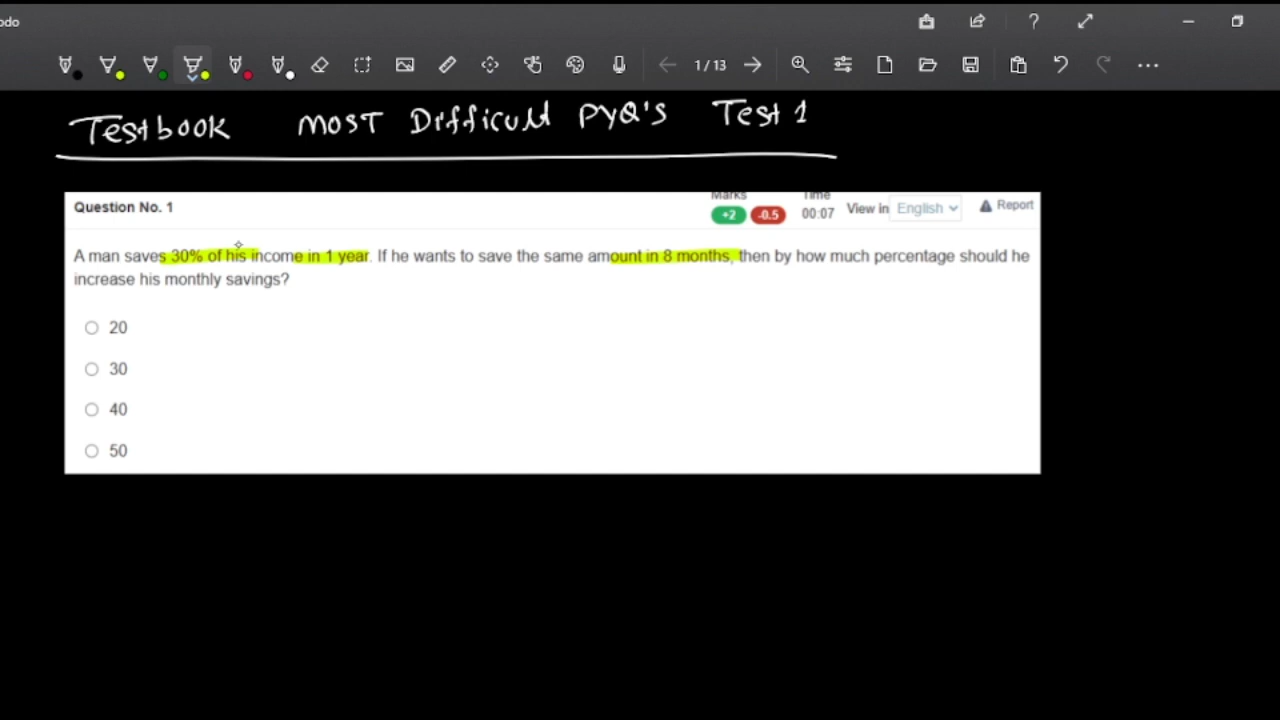 odo
?
1 / 13
Testbook MOST Difficult PYQ'S Test 1
Question No. 1
Marks
+2 -0.5
Time
00:07
View in English
Report
A man saves 30% of his income in 1 year. If he wants to save the same amount in 8 months, then by how much percentage should he
increase his monthly savings?
20
30
40
50